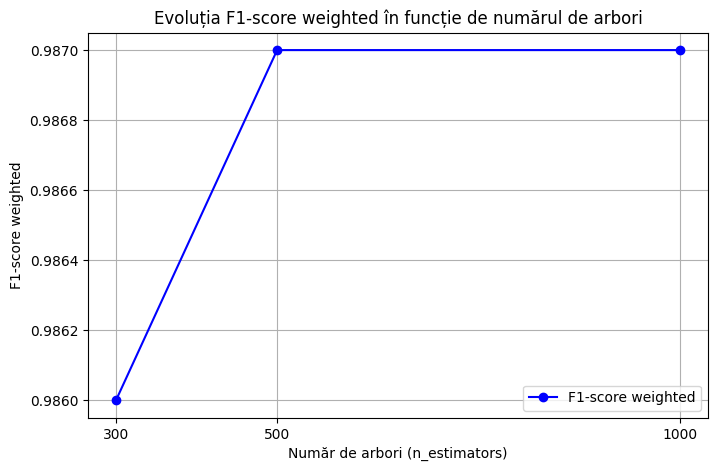 Evoluția F1-score weighted în funcție de numărul de arbori
F1-score weighted
0.9870
0.9868
0.9866
0.9864
0.9862
0.9860
300
500
1000
Număr de arbori (n_estimators)
F1-score weighted